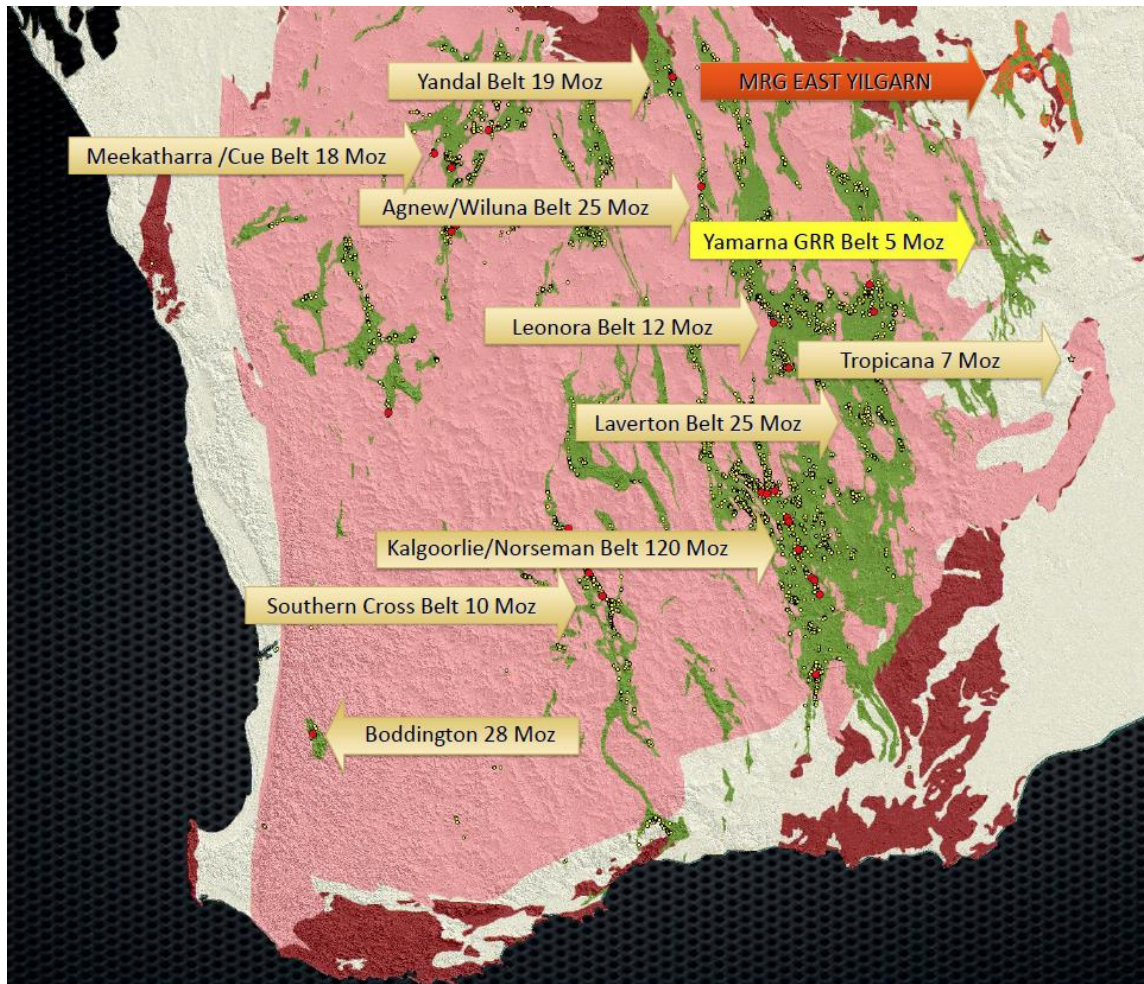 Yandal Belt 19 Moz
MRG EAST YILGARN
Meekatharra /Cue Belt 18 Moz
Agnew/Wiluna Belt 25 Moz
Yamarna GRR Belt 5 Moz
Leonora Belt 12 Moz
Tropicana 7 Moz
Laverton Belt 25 Moz
Kalgoorlie/Norseman Belt 120 Moz
Southern Cross Belt 10 Moz
Boddington 28 Moz